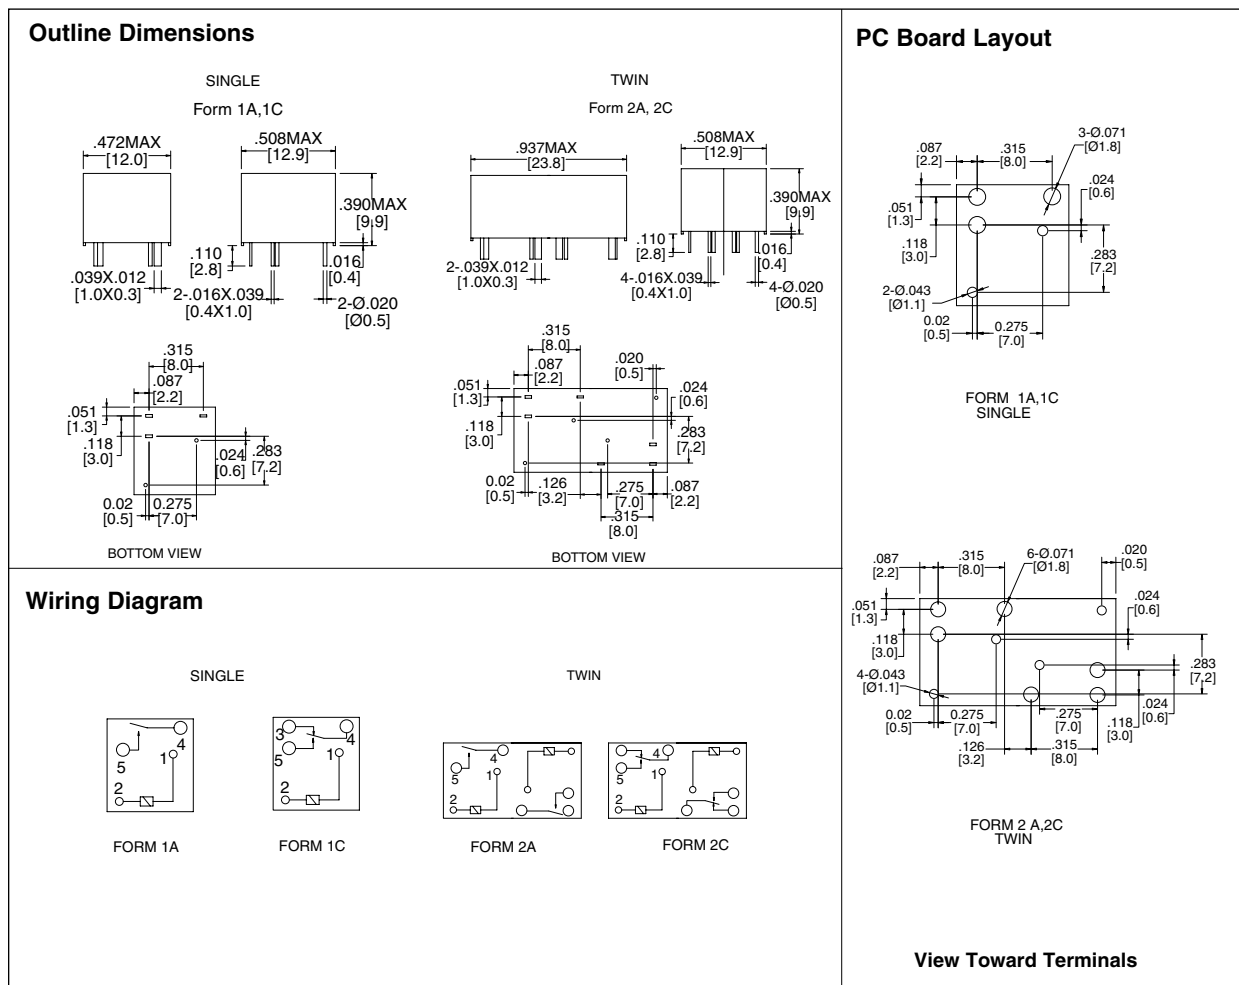 Outline Dimensions
SINGLE
Form 1A,1C
.472MAX
[12.0]
.508MAX
[12.9]
.390MAX
[9.9]
.110
[2.8]
.016
[0.4]
.039X.012
[1.0X0.3]
2-.016X.039
[0.4X1.0]
2-Ø.020
[Ø0.5]
.315
[8.0]
.087
[2.2]
.051
[1.3]
.118
[3.0]
.024
[0.6]
.283
[7.2]
0.02
[0.5]
0.275
[7.0]
BOTTOM VIEW
TWIN
Form 2A, 2C
.937MAX
[23.8]
.508MAX
[12.9]
.390MAX
[9.9]
.110
[2.8]
.016
[0.4]
2-.039X.012
[1.0X0.3]
4-.016X.039
[0.4X1.0]
4-Ø.020
[Ø0.5]
.315
[8.0]
.087
[2.2]
.020
[0.5]
.051
[1.3]
.024
[0.6]
.118
[3.0]
.283
[7.2]
0.02
[0.5]
.126
[3.2]
.275
[7.0]
.087
[2.2]
.315
[8.0]
BOTTOM VIEW
Wiring Diagram
SINGLE
4
5
1
2
FORM 1A
3
4
5
1
2
FORM 1C
TWIN
4
5
1
2
FORM 2A
4
5
1
2
FORM 2C
PC Board Layout
3-Ø.071
[Ø1.8]
.087
[2.2]
.315
[8.0]
.024
[0.6]
.051
[1.3]
.118
[3.0]
.283
[7.2]
2-Ø.043
[Ø1.1]
0.02
[0.5]
0.275
[7.0]
FORM 1A,1C
SINGLE
.087
[2.2]
.315
[8.0]
6-Ø.071
[Ø1.8]
.020
[0.5]
.051
[1.3]
.024
[0.6]
.118
[3.0]
.283
[7.2]
4-Ø.043
[Ø1.1]
0.02
[0.5]
0.275
[7.0]
.275
[7.0]
.118
[3.0]
.024
[0.6]
.126
[3.2]
.315
[8.0]
FORM 2 A,2C
TWIN
View Toward Terminals